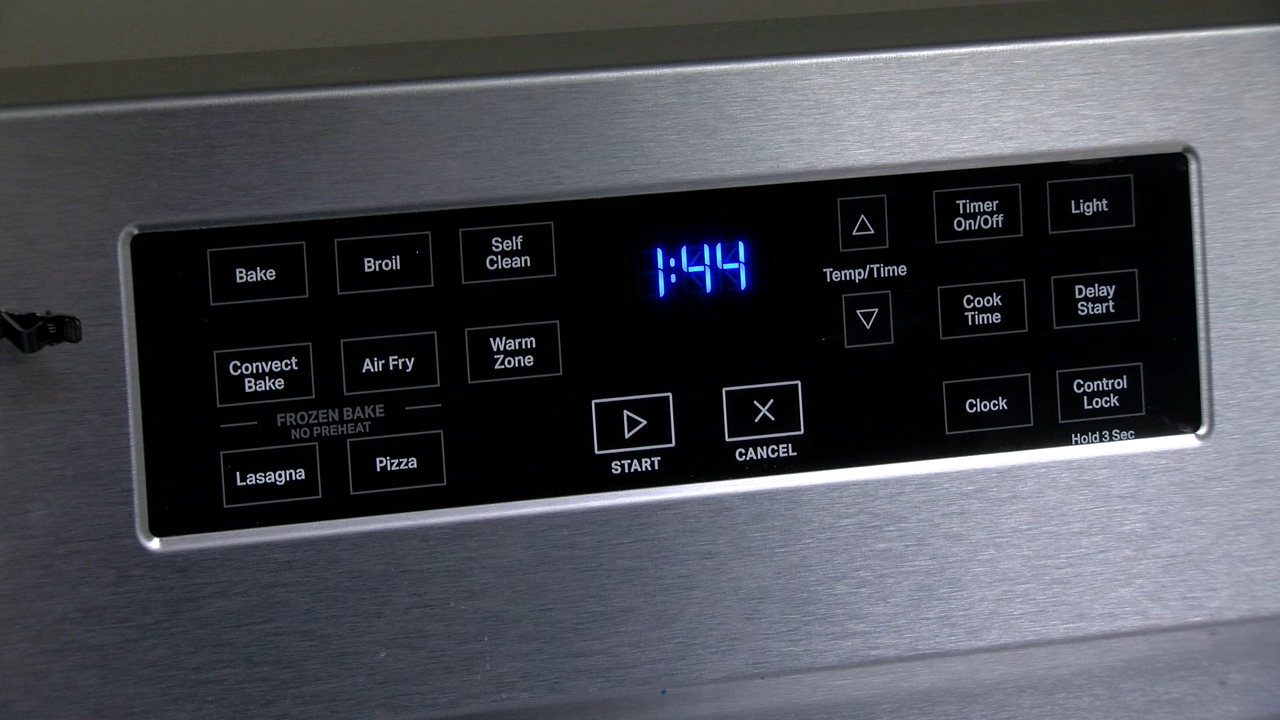 Bake
Broil
Self
Clean
1:44
Temp/Time
Timer
On/Off
Light
Convect
Bake
Air Fry
Warm
Zone
Cook
Time
Delay
Start
FROZEN BAKE
NO PREHEAT
Lasagna
Pizza
START
CANCEL
Clock
Control
Lock
Hold 3 Sec